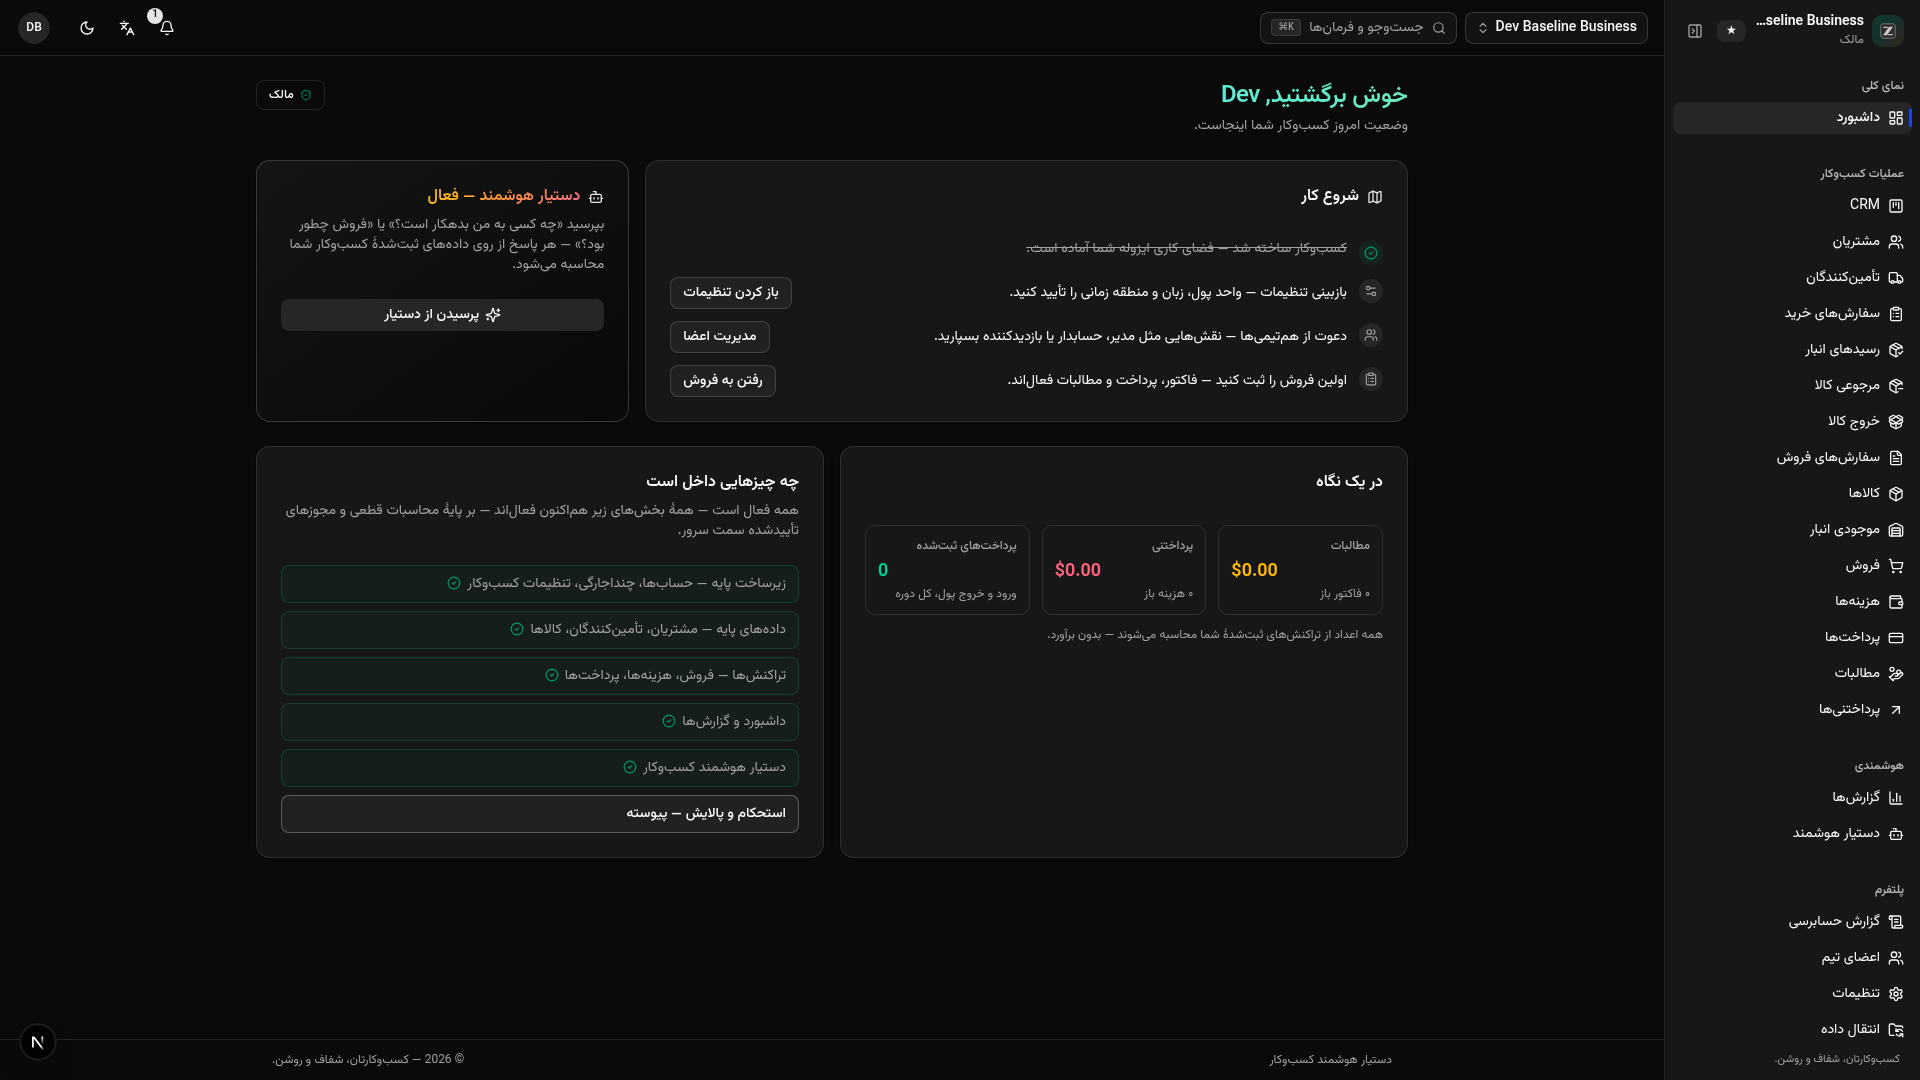 Dev Baseline Business
جست‌وجو و فرمان‌ها
⌘K
1
DB
…seline Business
مالک
نمای کلی
داشبورد
عملیات کسب‌وکار
CRM
مشتریان
تأمین‌کنندگان
سفارش‌های خرید
رسیدهای انبار
مرجوعی کالا
خروج کالا
سفارش‌های فروش
کالاها
موجودی انبار
فروش
هزینه‌ها
پرداخت‌ها
مطالبات
پرداختنی‌ها
هوشمندی
گزارش‌ها
دستیار هوشمند
پلتفرم
گزارش حسابرسی
اعضای تیم
تنظیمات
انتقال داده
کسب‌وکارتان، شفاف و روشن.
خوش برگشتید, Dev
وضعیت امروز کسب‌وکار شما اینجاست.
مالک
شروع کار
کسب‌وکار ساخته شد — فضای کاری ایزوله شما آماده است.
بازبینی تنظیمات — واحد پول، زبان و منطقه زمانی را تأیید کنید.
باز کردن تنظیمات
دعوت از هم‌تیمی‌ها — نقش‌هایی مثل مدیر، حسابدار یا بازدیدکننده بسپارید.
مدیریت اعضا
اولین فروش را ثبت کنید — فاکتور، پرداخت و مطالبات فعال‌اند.
رفتن به فروش
دستیار هوشمند — فعال
بپرسید «چه کسی به من بدهکار است؟» یا «فروش چطور
بود؟» — هر پاسخ از روی داده‌های ثبت‌شدهٔ کسب‌وکار شما
محاسبه می‌شود.
پرسیدن از دستیار
در یک نگاه
مطالبات
$0.00
۰ فاکتور باز
پرداختنی
$0.00
۰ هزینه باز
پرداخت‌های ثبت‌شده
0
ورود و خروج پول، کل دوره
همه اعداد از تراکنش‌های ثبت‌شدهٔ شما محاسبه می‌شوند — بدون برآورد.
چه چیزهایی داخل است
همه فعال است — همهٔ بخش‌های زیر هم‌اکنون فعال‌اند — بر پایهٔ محاسبات قطعی و مجوزهای
تأییدشده سمت سرور.
زیرساخت پایه — حساب‌ها، چنداجارگی، تنظیمات کسب‌وکار
داده‌های پایه — مشتریان، تأمین‌کنندگان، کالاها
تراکنش‌ها — فروش، هزینه‌ها، پرداخت‌ها
داشبورد و گزارش‌ها
دستیار هوشمند کسب‌وکار
استحکام و پالایش — پیوسته
دستیار هوشمند کسب‌وکار
© 2026 — کسب‌وکارتان، شفاف و روشن.
N